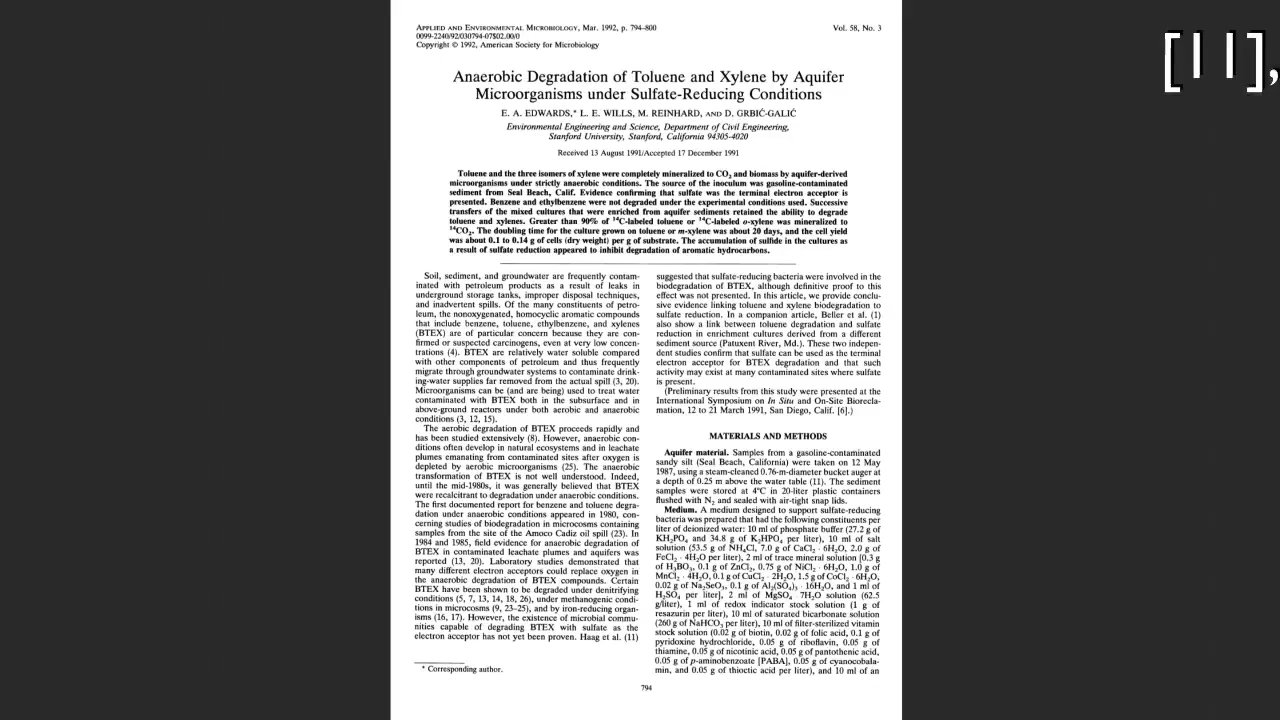 APPLIED AND ENVIRONMENTAL MICROBIOLOGY, Mar. 1992, p. 794–800
0099-2240/92/030794-07$02.00/0
Copyright © 1992, American Society for Microbiology
Vol. 58, No. 3
[11],
Anaerobic Degradation of Toluene and Xylene by Aquifer
Microorganisms under Sulfate-Reducing Conditions
E. A. EDWARDS,* L. E. WILLS, M. REINHARD, AND D. GRBIĆ-GALIĆ
Environmental Engineering and Science, Department of Civil Engineering,
Stanford University, Stanford, California 94305-4020
Received 13 August 1991/Accepted 17 December 1991
Toluene and the three isomers of xylene were completely mineralized to CO2 and biomass by aquifer-derived
microorganisms under strictly anaerobic conditions. The source of the inoculum was gasoline-contaminated
sediment from Seal Beach, Calif. Evidence confirming that sulfate was the terminal electron acceptor is
presented. Benzene and ethylbenzene were not degraded under the experimental conditions used. Successive
transfers of the mixed cultures that were enriched from aquifer sediments retained the ability to degrade
toluene and xylenes. Greater than 90% of 14C-labeled toluene or 14C-labeled o-xylene was mineralized to
14CO2. The doubling time for the culture grown on toluene or m-xylene was about 20 days, and the cell yield
was about 0.1 to 0.14 g of cells (dry weight) per g of substrate. The accumulation of sulfide in the cultures as
a result of sulfate reduction appeared to inhibit degradation of aromatic hydrocarbons.
Soil, sediment, and groundwater are frequently contam-
inated with petroleum products as a result of leaks in
underground storage tanks, improper disposal techniques,
and inadvertent spills. Of the many constituents of petro-
leum, the nonoxygenated, homocyclic aromatic compounds
that include benzene, toluene, ethylbenzene, and xylenes
(BTEX) are of particular concern because they are con-
firmed or suspected carcinogens, even at very low concen-
trations (4). BTEX are relatively water soluble compared
with other components of petroleum and thus frequently
migrate through groundwater systems to contaminate drink-
ing-water supplies far removed from the actual spill (3, 20).
Microorganisms can be (and are being) used to treat water
contaminated with BTEX both in the subsurface and in
above-ground reactors under both aerobic and anaerobic
conditions (3, 12, 15).
The aerobic degradation of BTEX proceeds rapidly and
has been studied extensively (8). However, anaerobic con-
ditions often develop in natural ecosystems and in leachate
plumes emanating from contaminated sites after oxygen is
depleted by aerobic microorganisms (25). The anaerobic
transformation of BTEX is not well understood. Indeed,
until the mid-1980s, it was generally believed that BTEX
were recalcitrant to degradation under anaerobic conditions.
The first documented report for benzene and toluene degra-
dation under anaerobic conditions appeared in 1980, con-
cerning studies of biodegradation in microcosms containing
samples from the site of the Amoco Cadiz oil spill (23). In
1984 and 1985, field evidence for anaerobic degradation of
BTEX in contaminated leachate plumes and aquifers was
reported (13, 20). Laboratory studies demonstrated that
many different electron acceptors could replace oxygen in
the anaerobic degradation of BTEX compounds. Certain
BTEX have been shown to be degraded under denitrifying
conditions (5, 7, 13, 14, 18, 26), under methanogenic condi-
tions in microcosms (9, 23–25), and by iron-reducing organ-
isms (16, 17). However, the existence of microbial commu-
nities capable of degrading BTEX with sulfate as the
electron acceptor has not yet been proven. Haag et al. (11)
* Corresponding author.
suggested that sulfate-reducing bacteria were involved in the
biodegradation of BTEX, although definitive proof to this
effect was not presented. In this article, we provide conclu-
sive evidence linking toluene and xylene biodegradation to
sulfate reduction. In a companion article, Beller et al. (1)
also show a link between toluene degradation and sulfate
reduction in enrichment cultures derived from a different
sediment source (Patuxent River, Md.). These two indepen-
dent studies confirm that sulfate can be used as the terminal
electron acceptor for BTEX degradation and that such
activity may exist at many contaminated sites where sulfate
is present.
(Preliminary results from this study were presented at the
International Symposium on In Situ and On-Site Biorecla-
mation, 12 to 21 March 1991, San Diego, Calif. [6].)
MATERIALS AND METHODS
Aquifer material. Samples from a gasoline-contaminated
sandy silt (Seal Beach, California) were taken on 12 May
1987, using a steam-cleaned 0.76-m-diameter bucket auger at
a depth of 0.25 m above the water table (11). The sediment
samples were stored at 4°C in 20-liter plastic containers
flushed with N2 and sealed with air-tight snap lids.
Medium. A medium designed to support sulfate-reducing
bacteria was prepared that had the following constituents per
liter of deionized water: 10 ml of phosphate buffer (27.2 g of
KH2PO4 and 34.8 g of K2HPO4 per liter), 10 ml of salt
solution (53.5 g of NH4Cl, 7.0 g of CaCl2 · 6H2O, 2.0 g of
FeCl2 · 4H2O per liter), 2 ml of trace mineral solution [0.3 g
of H3BO3, 0.1 g of ZnCl2, 0.75 g of NiCl2 · 6H2O, 1.0 g of
MnCl2 · 4H2O, 0.1 g of CuCl2 · 2H2O, 1.5 g of CoCl2 · 6H2O,
0.02 g of Na2SeO3, 0.1 g of Al2(SO4)3 · 16H2O, and 1 ml of
H2SO4 per liter], 2 ml of MgSO4 · 7H2O solution (62.5
g/liter), 1 ml of redox indicator stock solution (1 g of
resazurin per liter), 10 ml of saturated bicarbonate solution
(260 g of NaHCO3 per liter), 10 ml of filter-sterilized vitamin
stock solution (0.02 g of biotin, 0.02 g of folic acid, 0.1 g of
pyridoxine hydrochloride, 0.05 g of riboflavin, 0.05 g of
thiamine, 0.05 g of nicotinic acid, 0.05 g of pantothenic acid,
0.05 g of p-aminobenzoate [PABA], 0.05 g of cyanocobala-
min, and 0.05 g of thioctic acid per liter), and 10 ml of an
794